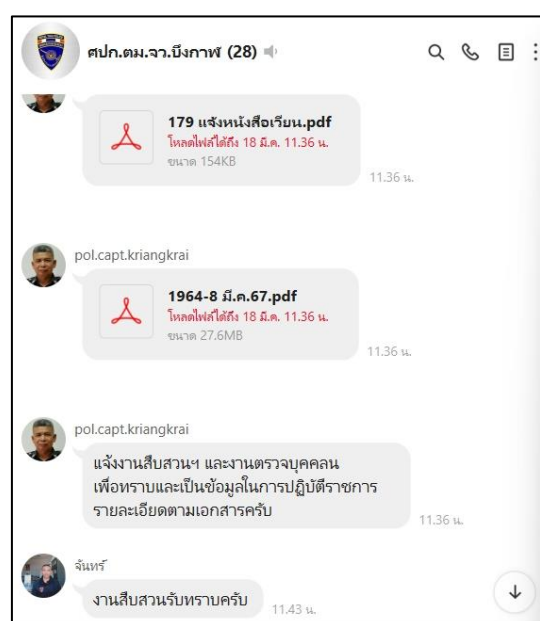 ศปก.ตม.จว.บึงกาฬ (28)
179 แจ้งหนังสือเวียน.pdf
โหลดไฟล์ได้ถึง 18 มี.ค. 11.36 น.
ขนาด 154KB
11.36 น.
pol.capt.kriangkrai
1964-8 มี.ค.67.pdf
โหลดไฟล์ได้ถึง 18 มี.ค. 11.36 น.
ขนาด 27.6MB
11.36 น.
pol.capt.kriangkrai
แจ้งงานสืบสวนฯ และงานตรวจบุคคลน
เพื่อทราบและเป็นข้อมูลในการปฏิบัติราชการ
รายละเอียดตามเอกสารครับ
11.36 น.
จันทร์
งานสืบสวนรับทราบครับ
11.43 น.